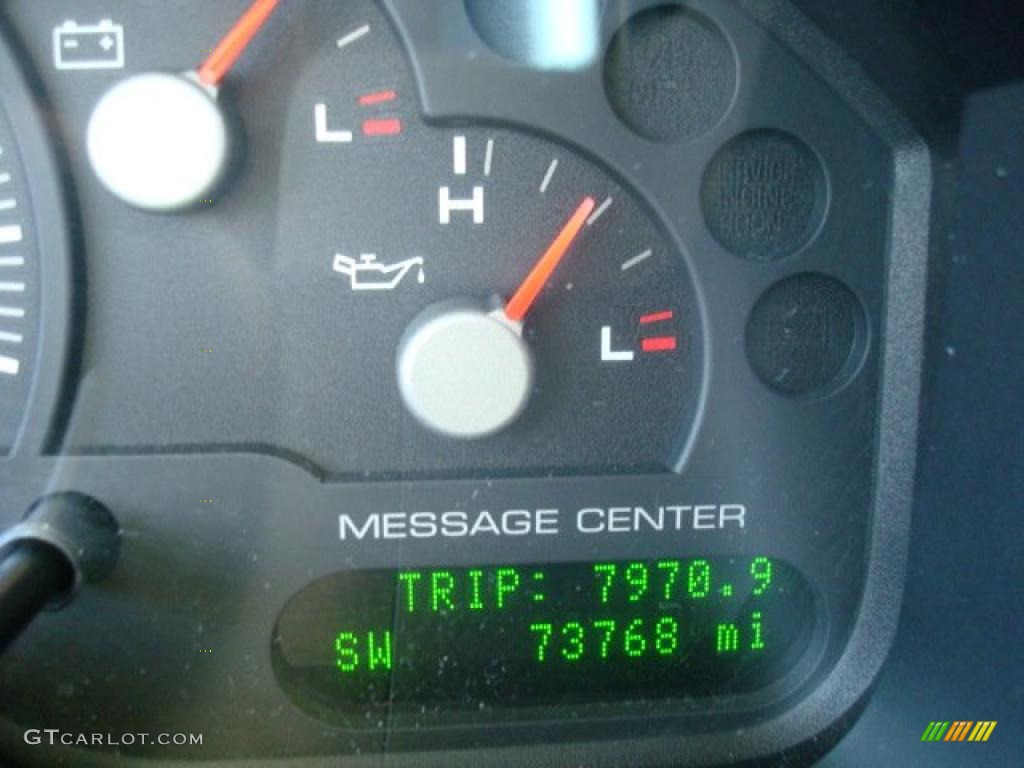 L
H
L
MESSAGE CENTER
TRIP: 7970.9
SW 73768 mi
GTCARLOT.COM